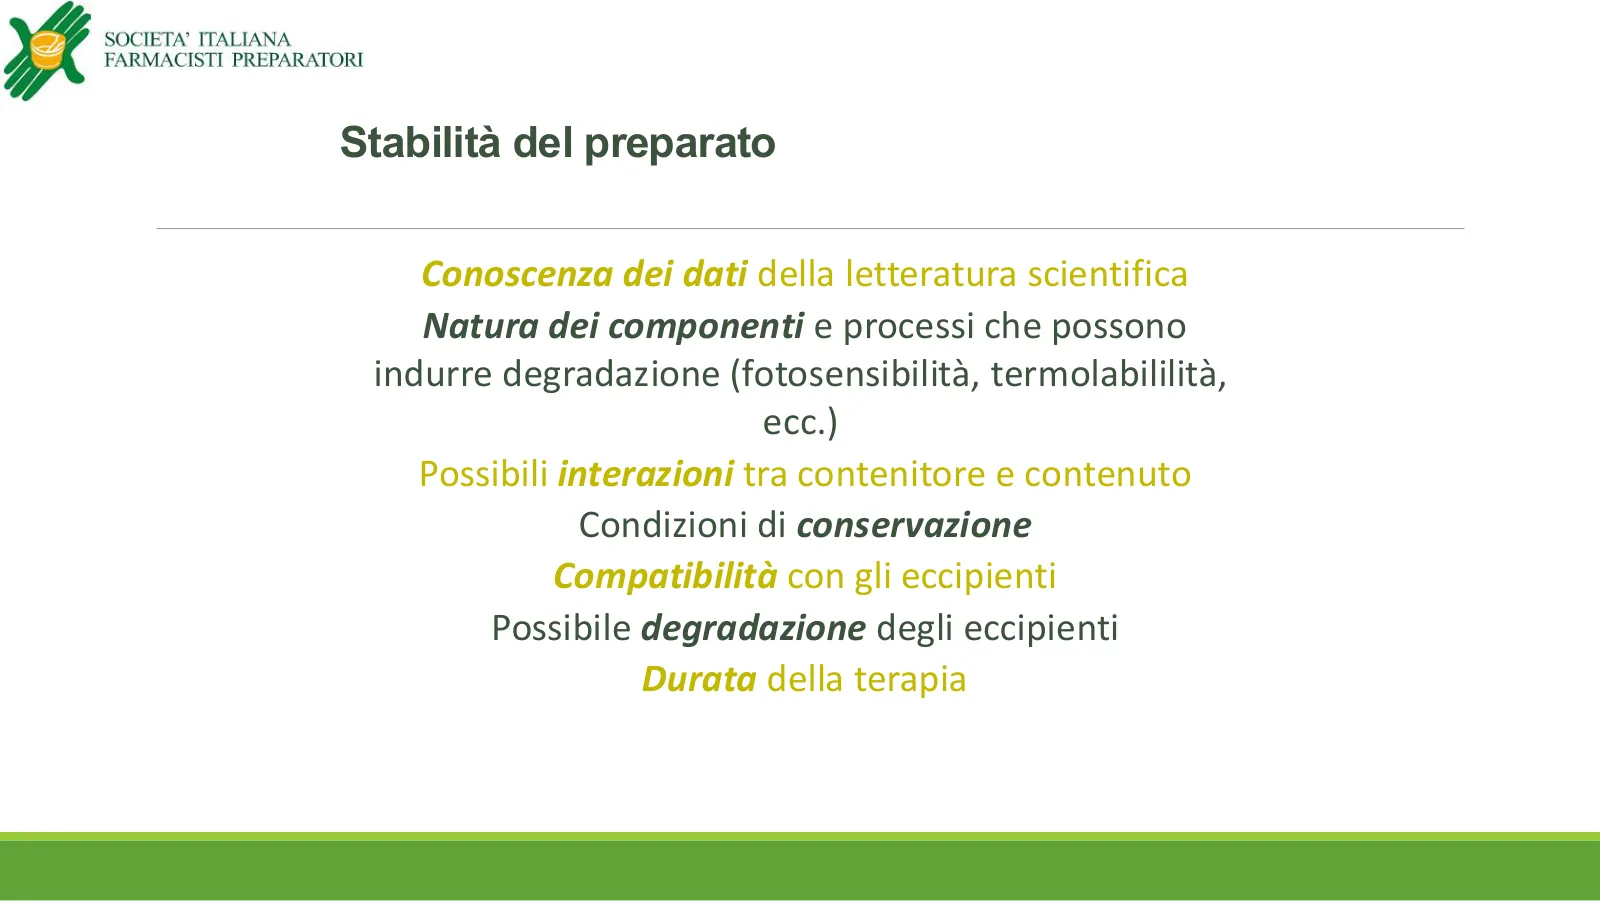 SOCIETA' ITALIANA
FARMACISTI PREPARATORI
Stabilità del preparato
Conoscenza dei dati della letteratura scientifica
Natura dei componenti e processi che possono
indurre degradazione (fotosensibilità, termolabililità,
ecc.)
Possibili interazioni tra contenitore e contenuto
Condizioni di conservazione
Compatibilità con gli eccipienti
Possibile degradazione degli eccipienti
Durata della terapia